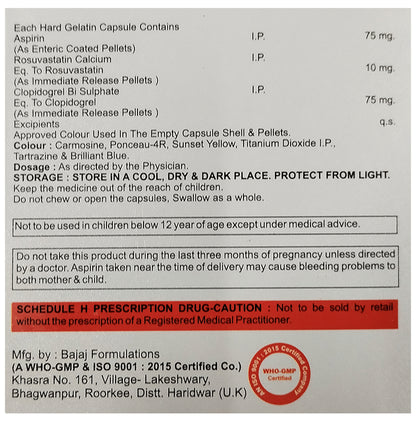 Each Hard Gelatin Capsule Contains
Aspirin I.P. 75 mg.
(As Enteric Coated Pellets)
Rosuvastatin Calcium I.P.
Eq. To Rosuvastatin 10 mg.
(As Immediate Release Pellets )
Clopidogrel Bi Sulphate I.P.
Eq. To Clopidogrel 75 mg.
(As Immediate Release Pellets )
Excipients q.s.
Approved Colour Used In The Empty Capsule Shell & Pellets.
Colour : Carmosine, Ponceau-4R, Sunset Yellow, Titanium Dioxide I.P.,
Tartrazine & Brilliant Blue.
Dosage : As directed by the Physician.
STORAGE : STORE IN A COOL, DRY & DARK PLACE. PROTECT FROM LIGHT.
Keep the medicine out of the reach of children.
Do not chew or open the capsules, Swallow as a whole.
Not to be used in children below 12 year of age except under medical advice.
Do not take this product during the last three months of pregnancy unless directed
by a doctor. Aspirin taken near the time of delivery may cause bleeding problems to
both mother & child.
SCHEDULE H PRESCRIPTION DRUG-CAUTION : Not to be sold by retail
without the prescription of a Registered Medical Practitioner.
Mfg. by : Bajaj Formulations
(A WHO-GMP & ISO 9001 : 2015 Certified Co.)
Khasra No. 161, Village- Lakeshwary,
Bhagwanpur, Roorkee, Distt. Haridwar (U.K)
AN ISO 9001 : 2015 Certified Company
WHO-GMP
Certified